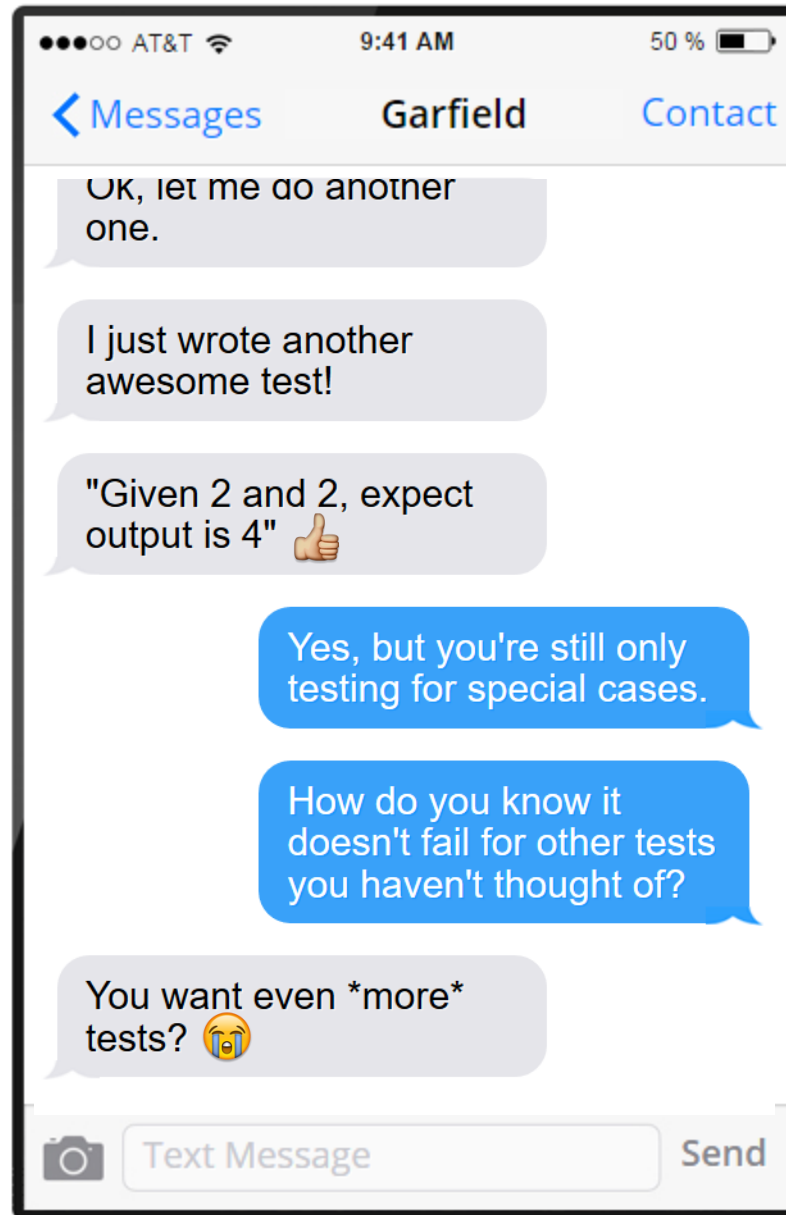 AT&T 9:41 AM 50 %
Messages Garfield Contact
Ok, let me do another
one.
I just wrote another
awesome test!
"Given 2 and 2, expect
output is 4" 👍🏼
Yes, but you're still only
testing for special cases.
How do you know it
doesn't fail for other tests
you haven't thought of?
You want even *more*
tests? 😭
Text Message Send